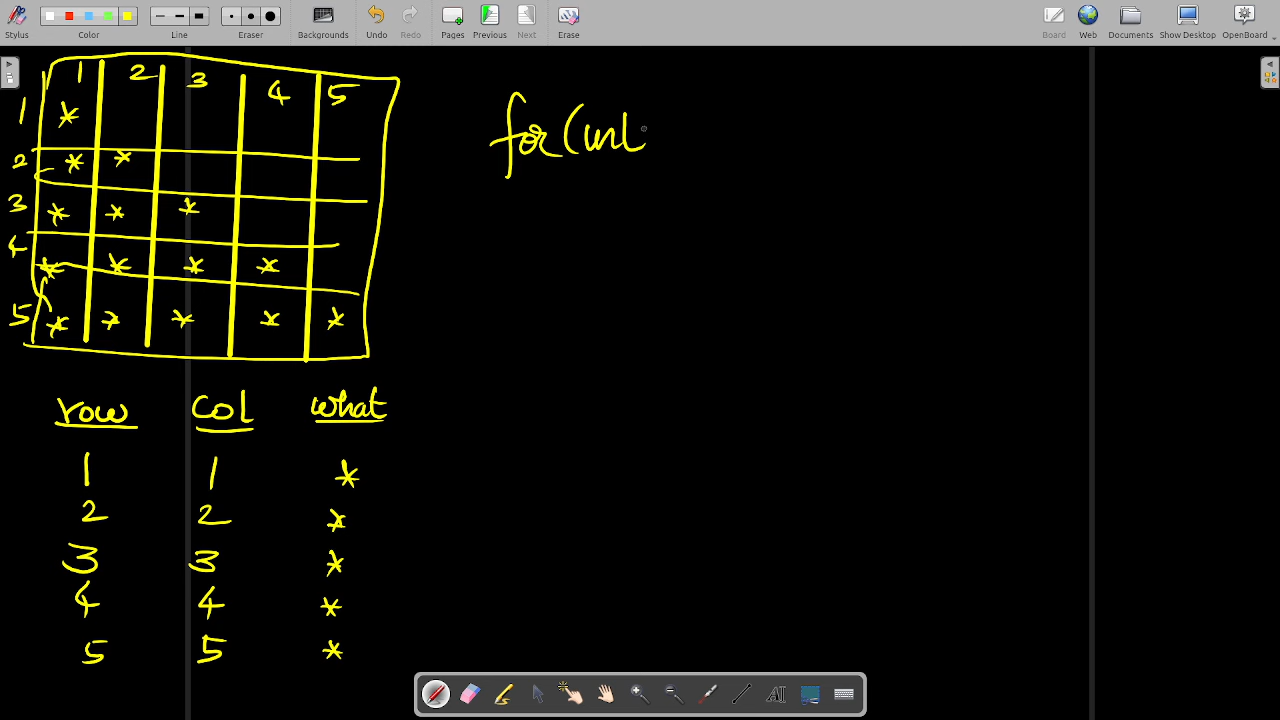 Stylus Color Line Eraser Backgrounds Undo Redo Pages Previous Next Erase Board Web Documents Show Desktop OpenBoard
1 2 3 4 5
1 *
2 * *
3 * * *
4 * * * *
5 * * * * *
for(int
row col what
1 1 *
2 2 *
3 3 *
4 4 *
5 5 *
AI